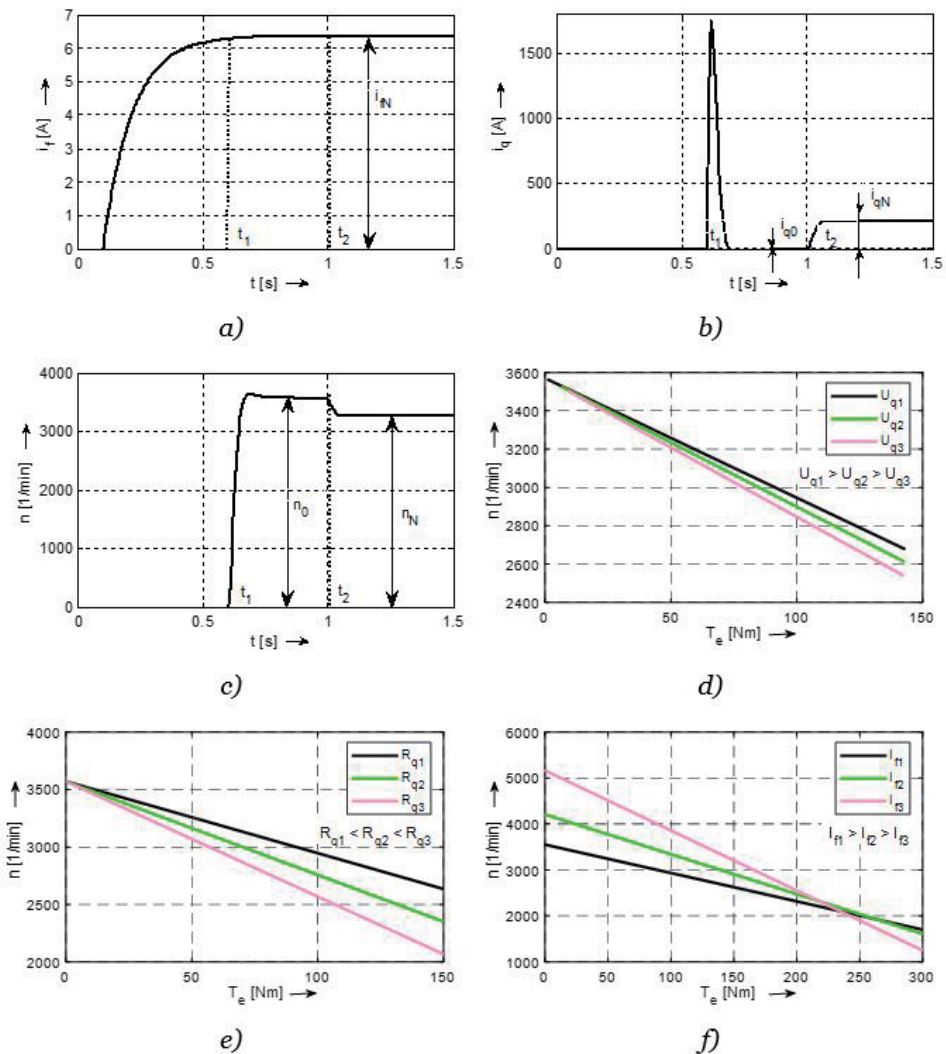 7
6
5
4
3
2
1
0
i_f [A]
i_fN
t_1
t_2
0
0.5
1
1.5
t [s]
a)
1500
1000
500
0
i_q [A]
i_q0
i_qN
t_1
t_2
0
0.5
1
1.5
t [s]
b)
4000
3000
2000
1000
0
n [1/min]
n_0
n_N
t_1
t_2
0
0.5
1
1.5
t [s]
c)
3600
3400
3200
3000
2800
2600
2400
n [1/min]
U_q1
U_q2
U_q3
U_q1 > U_q2 > U_q3
0
50
100
150
T_e [Nm]
d)
4000
3500
3000
2500
2000
n [1/min]
R_q1
R_q2
R_q3
R_q1 < R_q2 < R_q3
0
50
100
150
T_e [Nm]
e)
6000
5000
4000
3000
2000
1000
n [1/min]
I_f1
I_f2
I_f3
I_f1 > I_f2 > I_f3
0
50
100
150
200
250
300
T_e [Nm]
f)